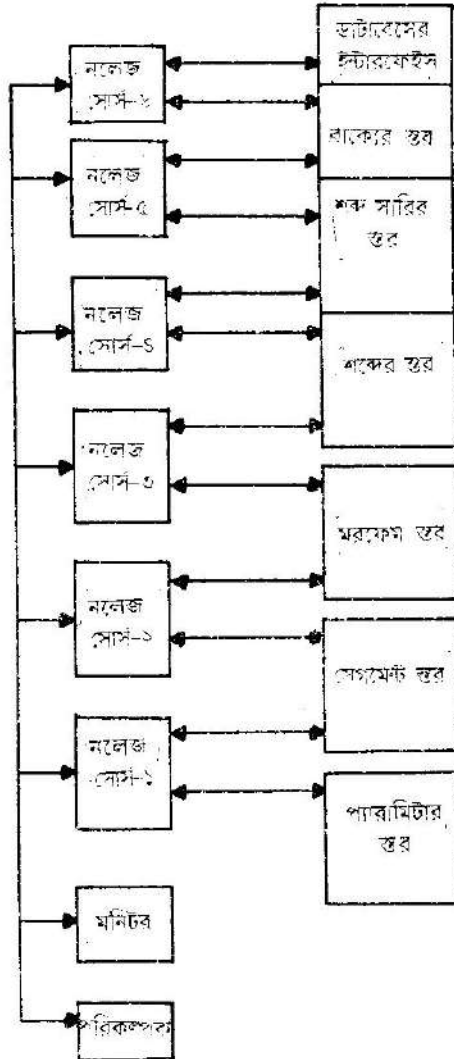 নলেজ
সোর্স-৬
নলেজ
সোর্স-৫
নলেজ
সোর্স-৪
নলেজ
সোর্স-৩
নলেজ
সোর্স-২
নলেজ
সোর্স-১
মনিটর
পরিকল্পক
ডাটাবেসের
ইন্টারফেইস
বাক্যের স্তর
শব্দ সারির
স্তর
শব্দের স্তর
মরফেম স্তর
সেগমেন্ট স্তর
প্যারামিটার
স্তর